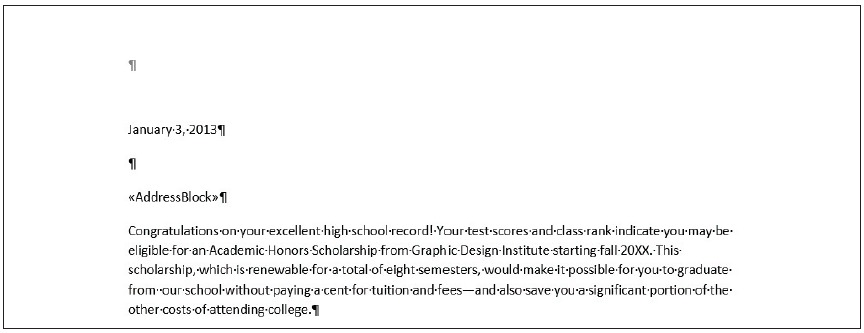 ¶
January·3,·2013¶
¶
«AddressBlock»¶
Congratulations·on·your·excellent·high·school·record!·Your·test·scores·and·class·rank·indicate·you·may·be·
eligible·for·an·Academic·Honors·Scholarship·from·Graphic·Design·Institute·starting·fall·20XX.·This·
scholarship,·which·is·renewable·for·a·total·of·eight·semesters,·would·make·it·possible·for·you·to·graduate·
from··our·school·without·paying·a·cent·for·tuition·and·fees—and·also·save·you·a·significant·portion·of·the·
other·costs·of·attending·college.¶